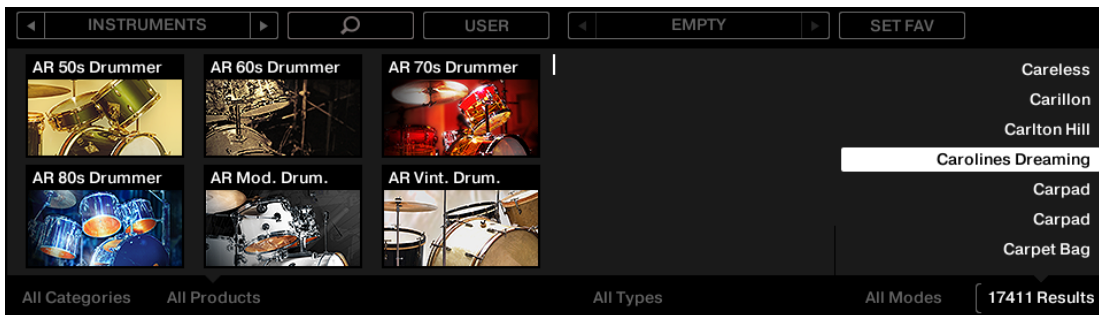 INSTRUMENTS USER EMPTY SET FAV
AR 50s Drummer AR 60s Drummer AR 70s Drummer
AR 80s Drummer AR Mod. Drum. AR Vint. Drum.
Careless
Carillon
Carlton Hill
Carolines Dreaming
Carpad
Carpad
Carpet Bag
All Categories All Products All Types All Modes 17411 Results